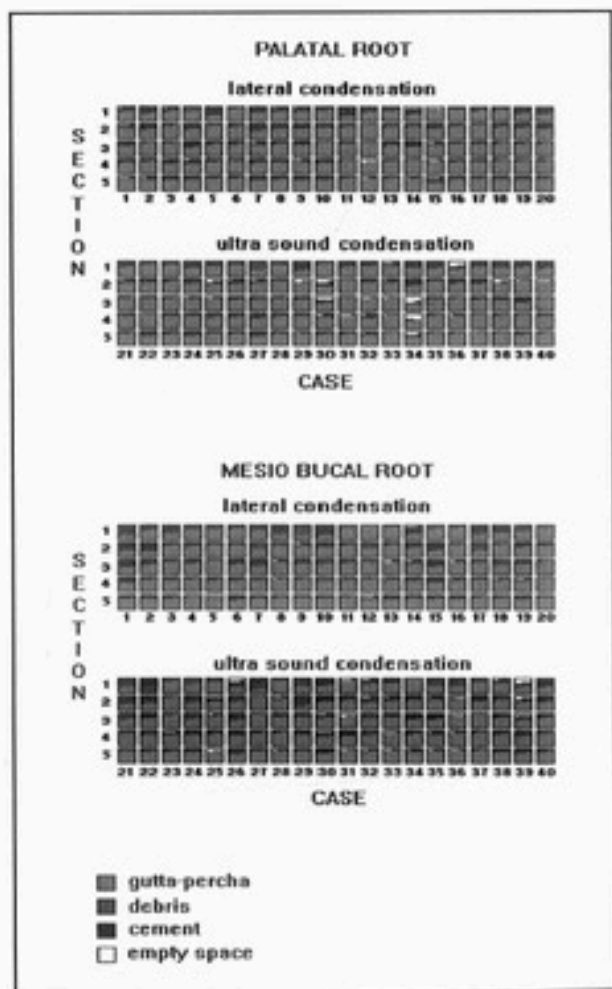 PALATAL ROOT
lateral condensation
SECTION
1
2
3
4
5
1 2 3 4 5 6 7 8 9 10 11 12 13 14 15 16 17 18 19 20
ultra sound condensation
1
2
3
4
5
21 22 23 24 25 26 27 28 29 30 31 32 33 34 35 36 37 38 39 40
CASE
MESIO BUCAL ROOT
lateral condensation
SECTION
1
2
3
4
5
1 2 3 4 5 6 7 8 9 10 11 12 13 14 15 16 17 18 19 20
ultra sound condensation
1
2
3
4
5
21 22 23 24 25 26 27 28 29 30 31 32 33 34 35 36 37 38 39 40
CASE
gutta-percha
debris
cement
empty space